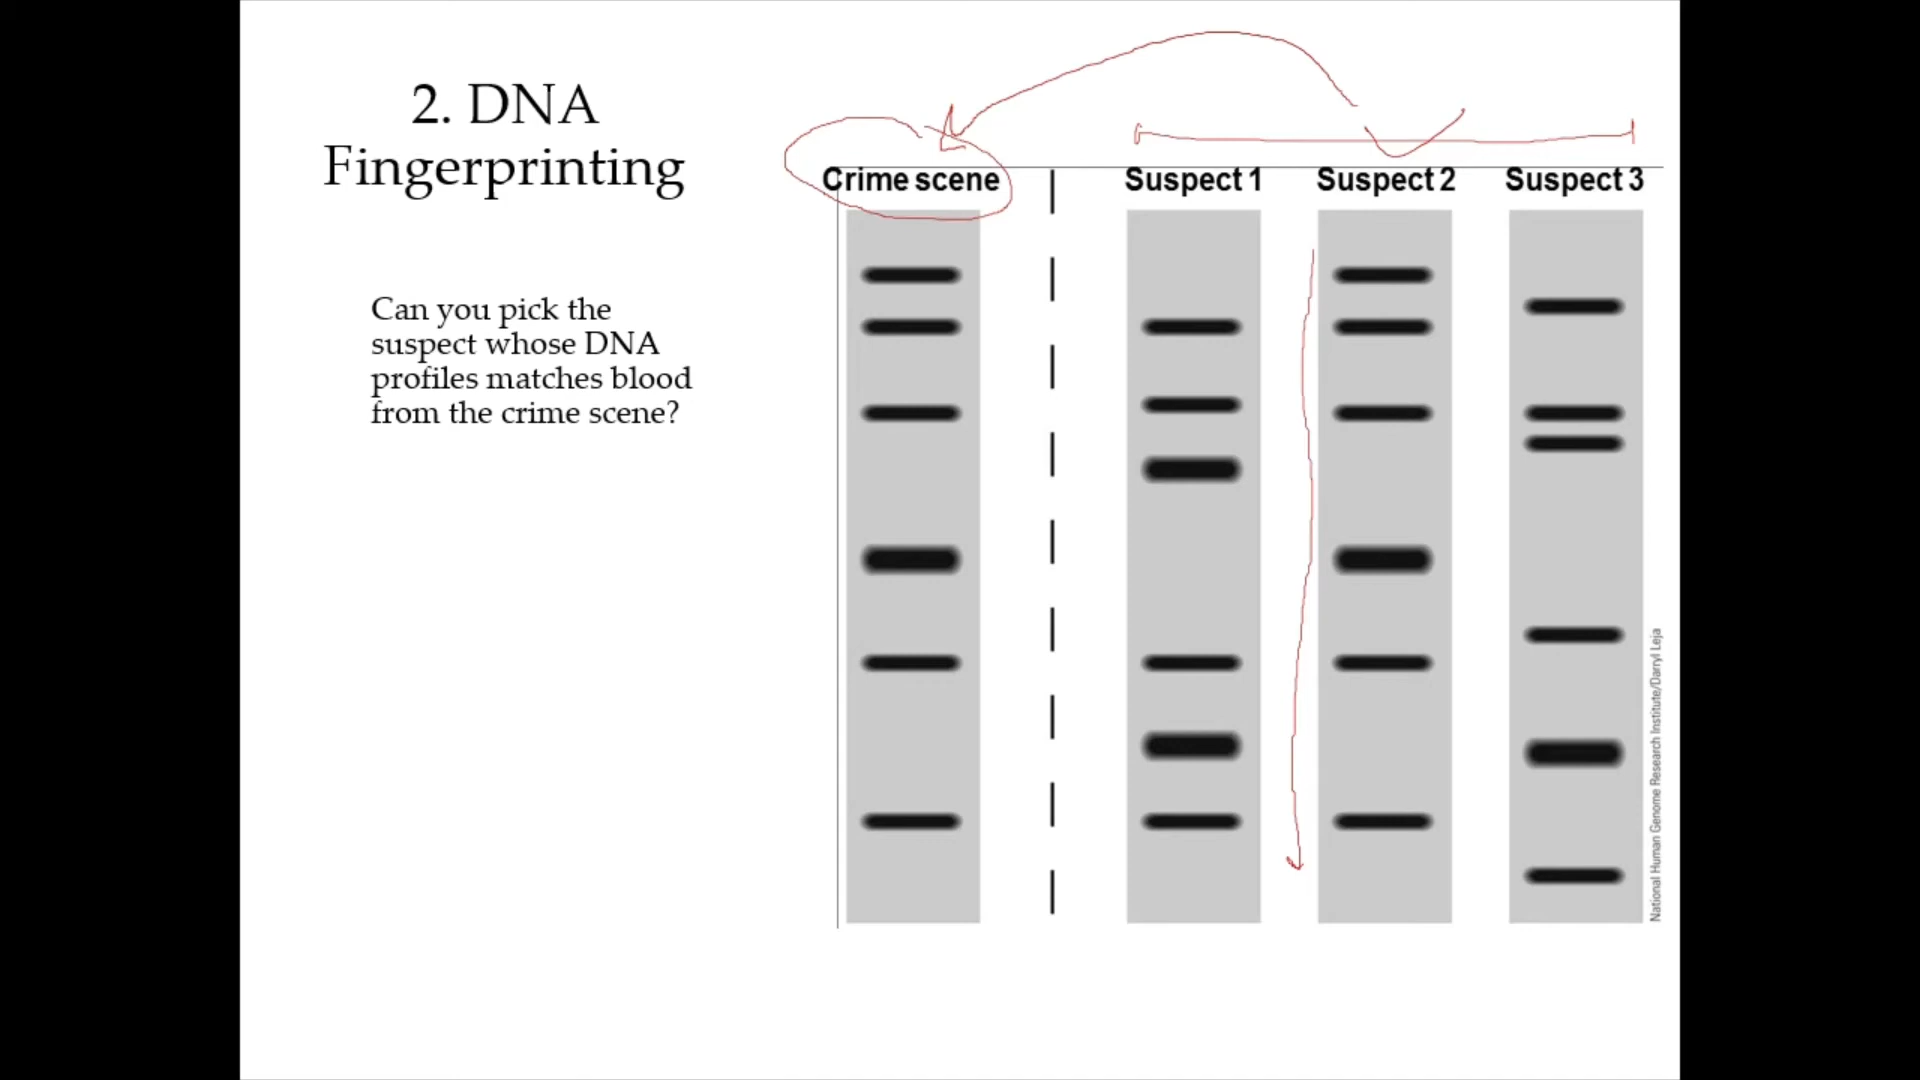 2. DNA
Fingerprinting
Can you pick the
suspect whose DNA
profiles matches blood
from the crime scene?
Crime scene
Suspect 1
Suspect 2
Suspect 3
National Human Genome Research Institute/Darryl Leja